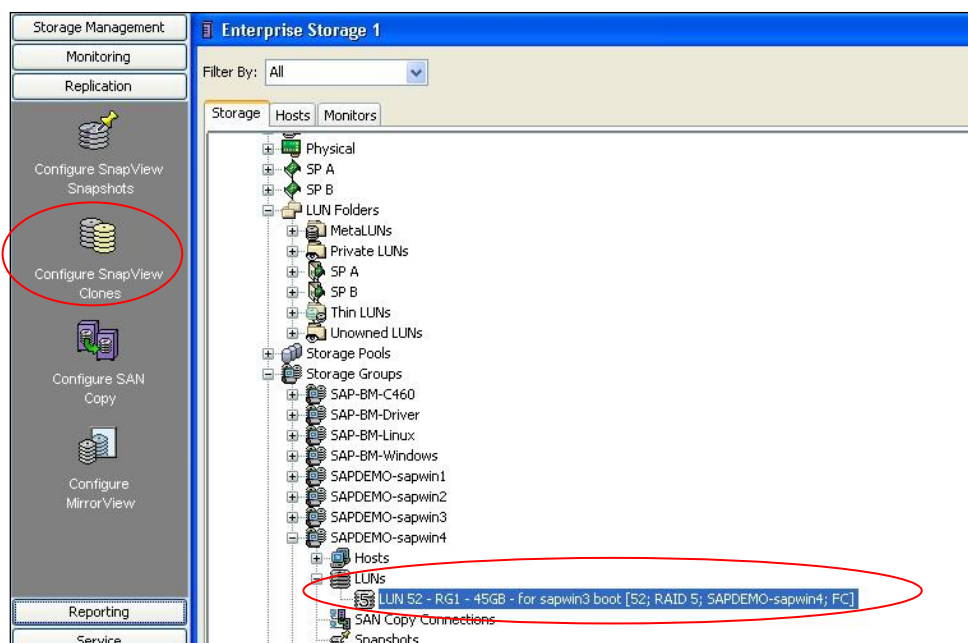 Storage Management
Monitoring
Replication
Configure SnapView
Snapshots
Configure SnapView
Clones
Configure SAN
Copy
Configure
MirrorView
Reporting
Service
Enterprise Storage 1
Filter By: All
Storage Hosts Monitors
Physical
SP A
SP B
LUN Folders
MetaLUNs
Private LUNs
SP A
SP B
Thin LUNs
Unowned LUNs
Storage Pools
Storage Groups
SAP-BM-C460
SAP-BM-Driver
SAP-BM-Linux
SAP-BM-Windows
SAPDEMO-sapwin1
SAPDEMO-sapwin2
SAPDEMO-sapwin3
SAPDEMO-sapwin4
Hosts
LUNs
LUN 52 - RG1 - 45GB - for sapwin3 boot [52; RAID 5; SAPDEMO-sapwin4; FC]
SAN Copy Connections
Snapshots